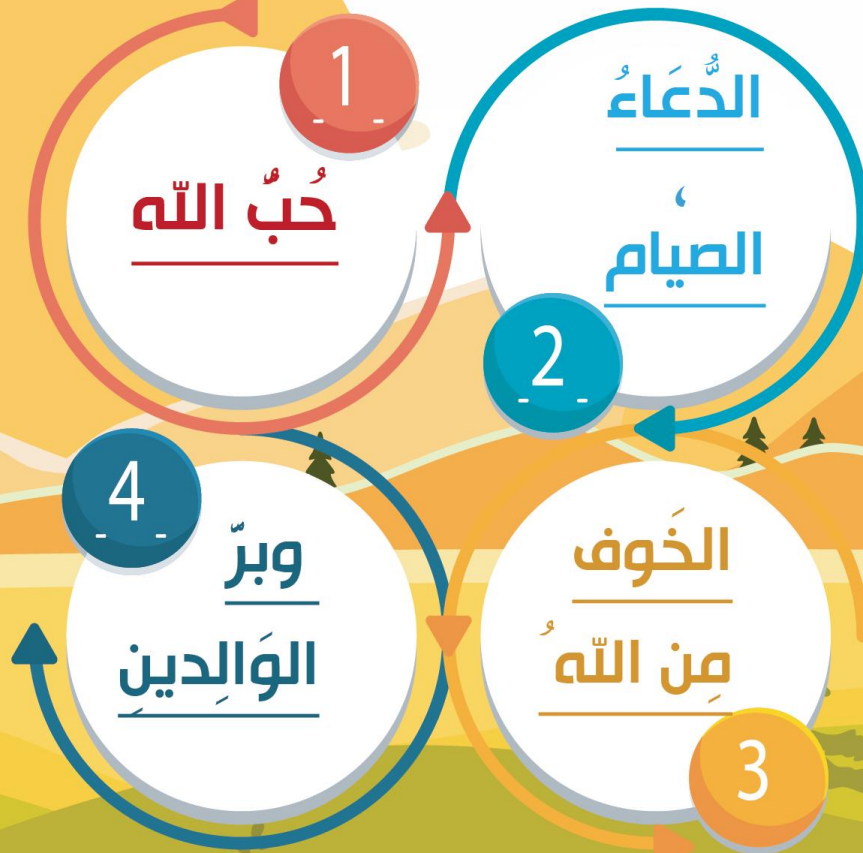 1
حُبُّ اللّه
الدُّعَاءُ
،
الصيام
2
الخَوف
مِن اللّهُ
3
4
وبرّ
الوَالِدينِ